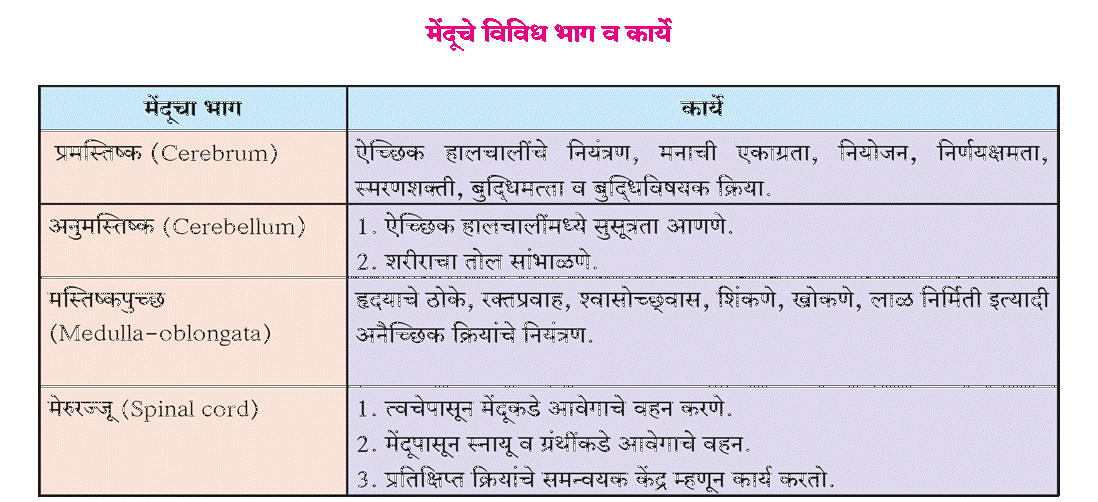 मेंदूचे विविध भाग व कार्ये
मेंदूचा भाग
कार्ये
प्रमस्तिष्क (Cerebrum)
ऐच्छिक हालचालींचे नियंत्रण, मनाची एकाग्रता, नियोजन, निर्णयक्षमता,
स्मरणशक्ती, बुद्धिमत्ता व बुद्धिविषयक क्रिया.
अनुमस्तिष्क (Cerebellum)
1. ऐच्छिक हालचालींमध्ये सुसूत्रता आणणे.
2. शरीराचा तोल सांभाळणे.
मस्तिष्कपुच्छ
(Medulla-oblongata)
हृदयाचे ठोके, रक्तप्रवाह, श्वासोच्छ्वास, शिंकणे, खोकणे, लाळ निर्मिती इत्यादी
अनैच्छिक क्रियांचे नियंत्रण.
मेरुरज्जू (Spinal cord)
1. त्वचेपासून मेंदूकडे आवेगाचे वहन करणे.
2. मेंदूपासून स्नायू व ग्रंथींकडे आवेगाचे वहन.
3. प्रतिक्षिप्त क्रियांचे समन्वयक केंद्र म्हणून कार्य करतो.